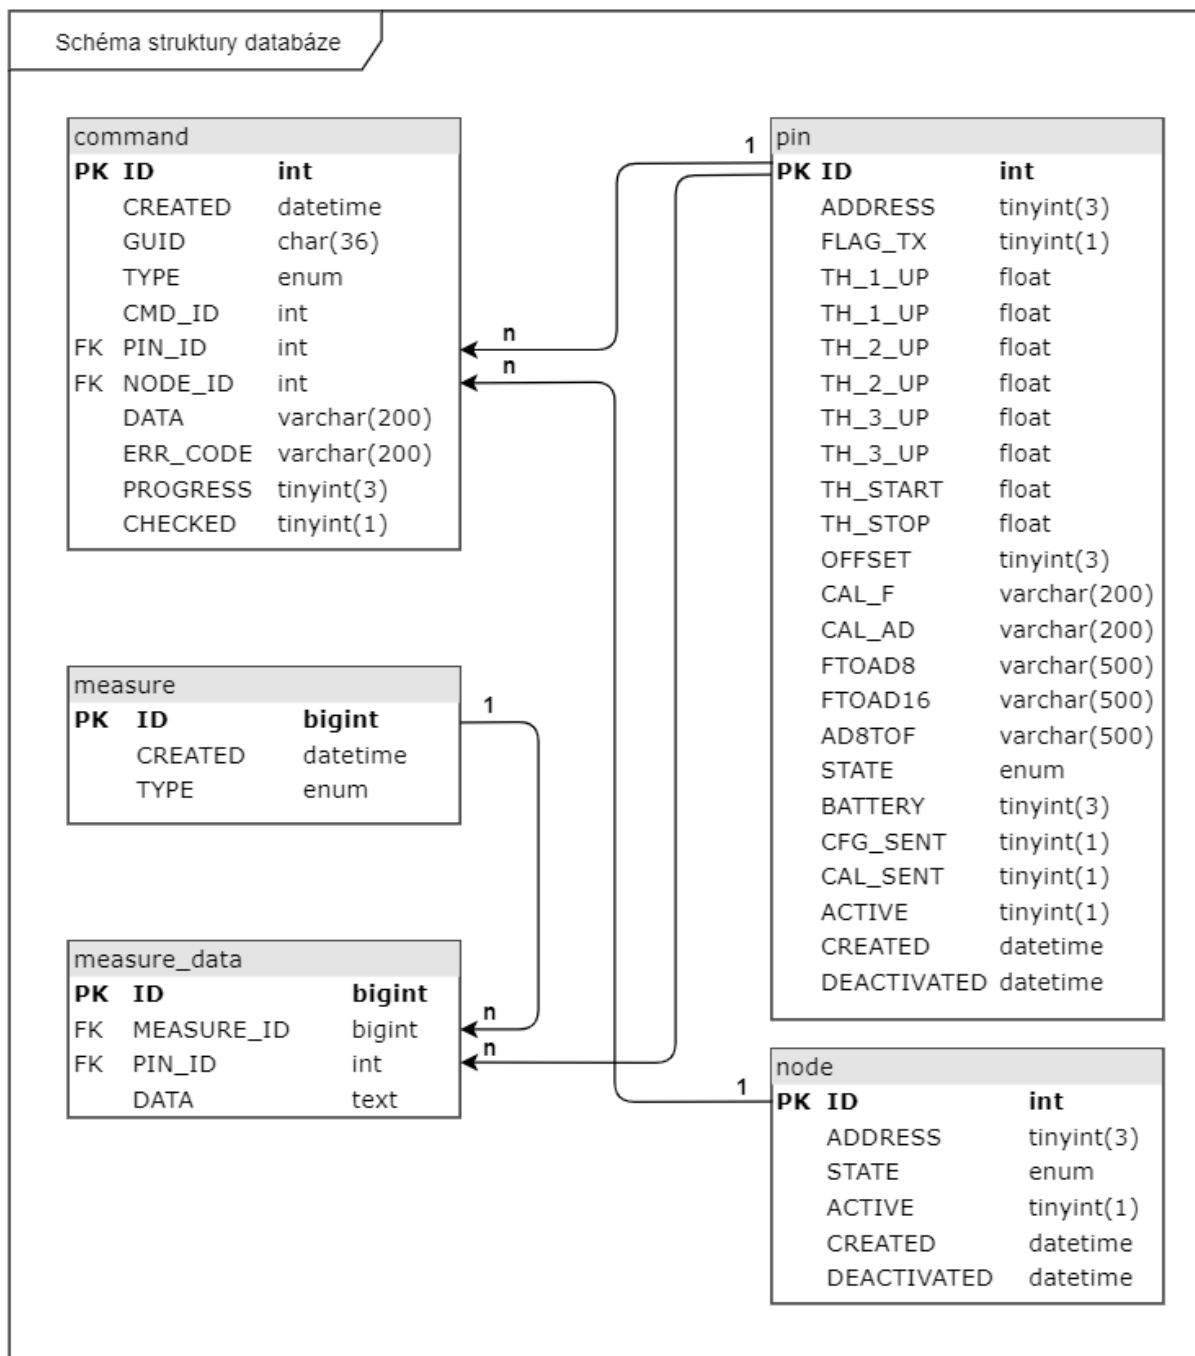 Schéma struktury databáze
command
PK ID int
CREATED datetime
GUID char(36)
TYPE enum
CMD_ID int
FK PIN_ID int
FK NODE_ID int
DATA varchar(200)
ERR_CODE varchar(200)
PROGRESS tinyint(3)
CHECKED tinyint(1)
1
n
n
pin
PK ID int
ADDRESS tinyint(3)
FLAG_TX tinyint(1)
TH_1_UP float
TH_1_UP float
TH_2_UP float
TH_2_UP float
TH_3_UP float
TH_3_UP float
TH_START float
TH_STOP float
OFFSET tinyint(3)
CAL_F varchar(200)
CAL_AD varchar(200)
FTOAD8 varchar(500)
FTOAD16 varchar(500)
AD8TOF varchar(500)
STATE enum
BATTERY tinyint(3)
CFG_SENT tinyint(1)
CAL_SENT tinyint(1)
ACTIVE tinyint(1)
CREATED datetime
DEACTIVATED datetime
measure
PK ID bigint
CREATED datetime
TYPE enum
1
measure_data
PK ID bigint
FK MEASURE_ID bigint
FK PIN_ID int
DATA text
n
n
1
node
PK ID int
ADDRESS tinyint(3)
STATE enum
ACTIVE tinyint(1)
CREATED datetime
DEACTIVATED datetime